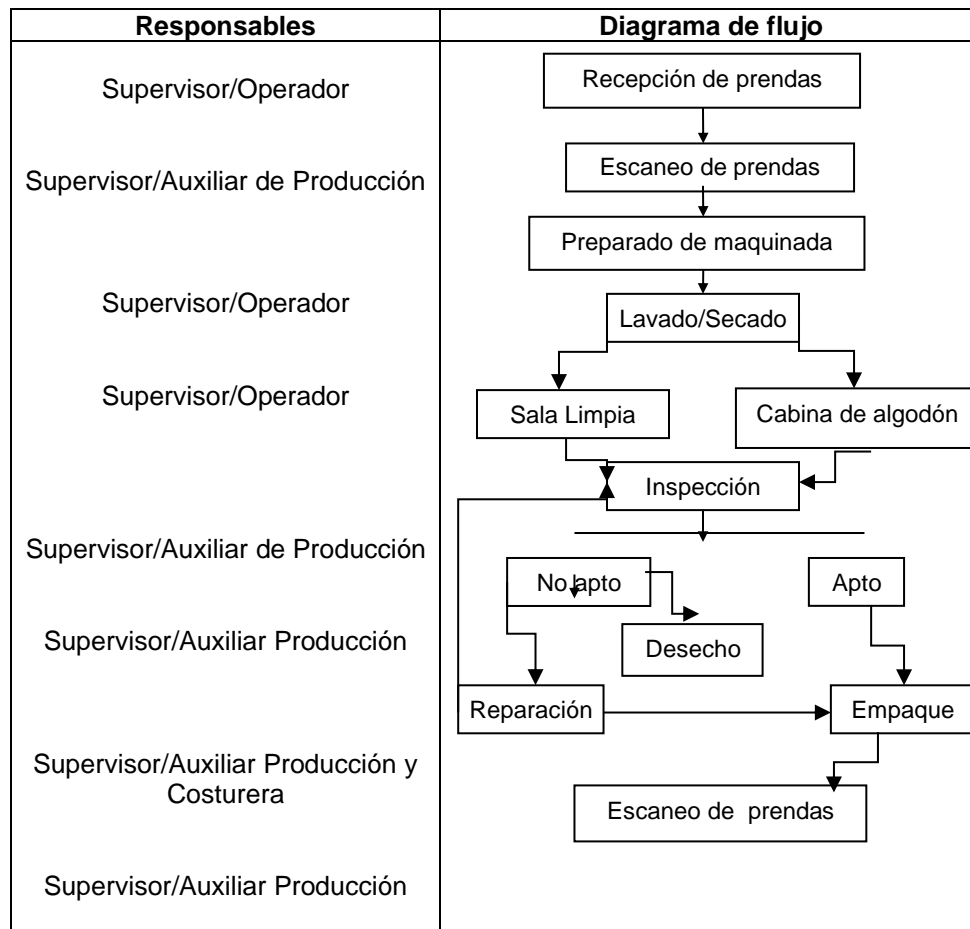 Responsables
Diagrama de flujo
Supervisor/Operador
Recepción de prendas
Supervisor/Auxiliar de Producción
Escaneo de prendas
Preparado de maquinada
Supervisor/Operador
Lavado/Secado
Supervisor/Operador
Sala Limpia
Cabina de algodón
Inspección
Supervisor/Auxiliar de Producción
No apto
Apto
Supervisor/Auxiliar Producción
Desecho
Reparación
Empaque
Supervisor/Auxiliar Producción y
Costurera
Escaneo de prendas
Supervisor/Auxiliar Producción